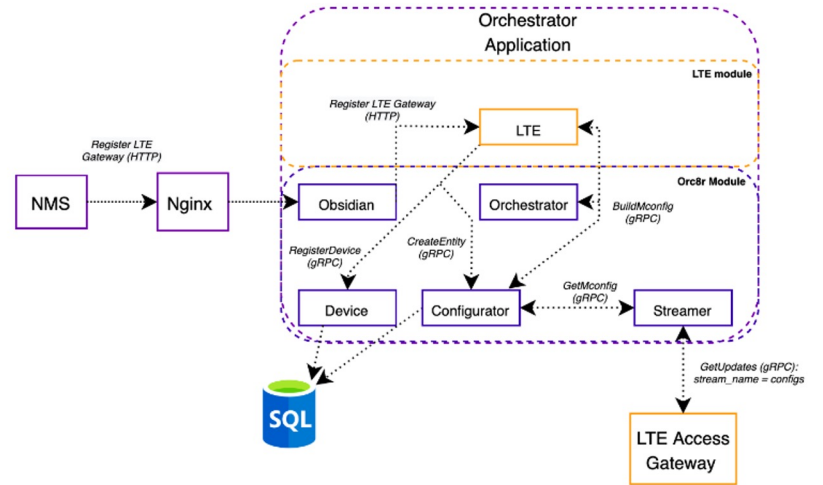 Orchestrator
Application
LTE module
Register LTE Gateway
(HTTP)
LTE
Register LTE
Gateway (HTTP)
Orc8r Module
NMS
Nginx
Obsidian
Orchestrator
BuildMconfig
(gRPC)
RegisterDevice
(gRPC)
CreateEntity
(gRPC)
GetMconfig
(gRPC)
Device
Configurator
Streamer
GetUpdates (gRPC):
stream_name = configs
SQL
LTE Access
Gateway